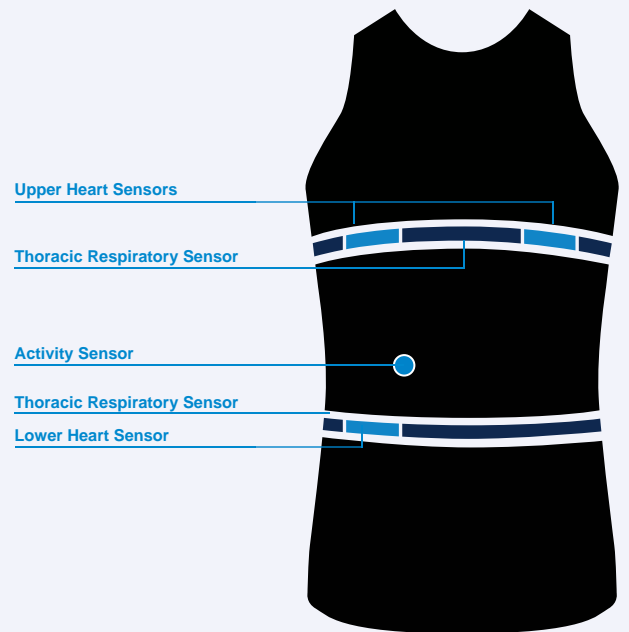 Upper Heart Sensors
Thoracic Respiratory Sensor
Activity Sensor
Thoracic Respiratory Sensor
Lower Heart Sensor